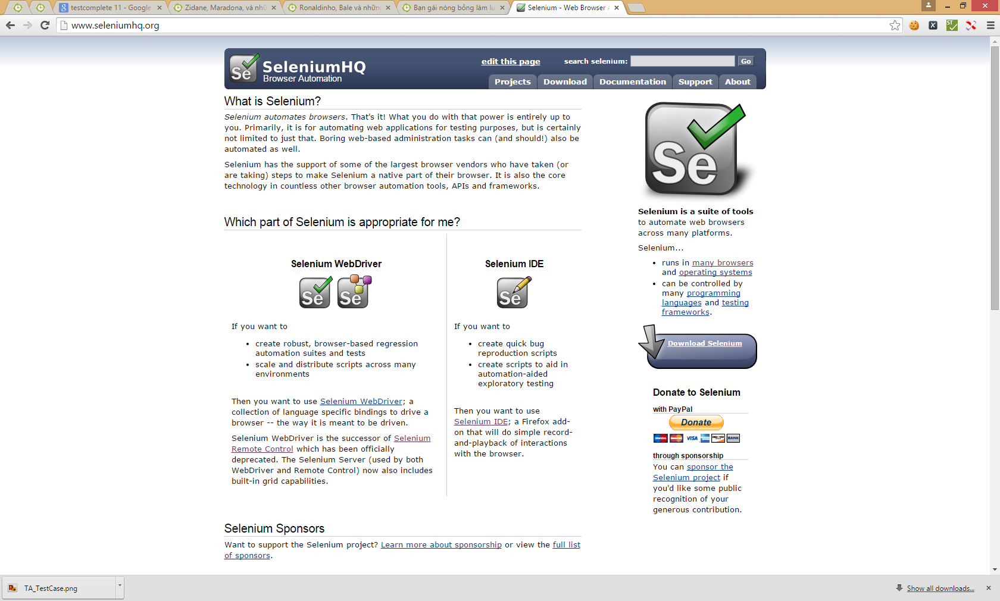 testcomplete 11 - Google
Zidane, Maradona, và nhữ
Ronaldinho, Bale và nhữn
Bạn gái nóng bỏng làm lu
Selenium - Web Browser A
www.seleniumhq.org
ST
Se
SeleniumHQ
Browser Automation
edit this page
search selenium:
Go
Projects
Download
Documentation
Support
About
What is Selenium?
Selenium automates browsers. That's it! What you do with that power is entirely up to
you. Primarily, it is for automating web applications for testing purposes, but is certainly
not limited to just that. Boring web-based administration tasks can (and should!) also be
automated as well.
Selenium has the support of some of the largest browser vendors who have taken (or
are taking) steps to make Selenium a native part of their browser. It is also the core
technology in countless other browser automation tools, APIs and frameworks.
Which part of Selenium is appropriate for me?
Selenium WebDriver
Se
Se
If you want to
create robust, browser-based regression
automation suites and tests
scale and distribute scripts across many
environments
Then you want to use Selenium WebDriver; a
collection of language specific bindings to drive a
browser -- the way it is meant to be driven.
Selenium WebDriver is the successor of Selenium
Remote Control which has been officially
deprecated. The Selenium Server (used by both
WebDriver and Remote Control) now also includes
built-in grid capabilities.
Selenium IDE
Se
If you want to
create quick bug
reproduction scripts
create scripts to aid in
automation-aided
exploratory testing
Then you want to use
Selenium IDE; a Firefox add-
on that will do simple record-
and-playback of interactions
with the browser.
Selenium Sponsors
Want to support the Selenium project? Learn more about sponsorship or view the full list
of sponsors.
Se
Selenium is a suite of tools
to automate web browsers
across many platforms.
Selenium...
runs in many browsers
and operating systems
can be controlled by
many programming
languages and testing
frameworks.
Download Selenium
Donate to Selenium
with PayPal
Donate
Maestro MasterCard VISA DISCOVER BANK
through sponsorship
You can sponsor the
Selenium project if
you'd like some public
recognition of your
generous contribution.
TA_TestCase.png
Show all downloads...